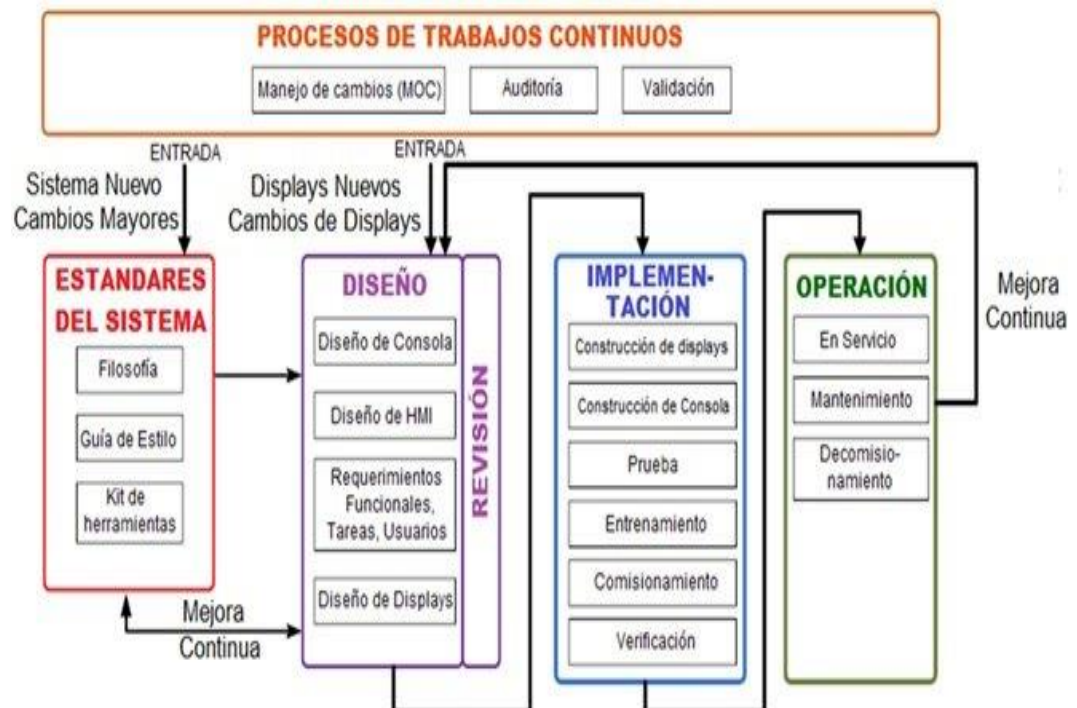 PROCESOS DE TRABAJOS CONTINUOS
Manejo de cambios (MOC)
Auditoría
Validación
ENTRADA
Sistema Nuevo
Cambios Mayores
ENTRADA
Displays Nuevos
Cambios de Displays
ESTANDARES
DEL SISTEMA
Filosofía
Guía de Estilo
Kit de
herramientas
Mejora
Continua
DISEÑO
Diseño de Consola
Diseño de HMI
Requerimientos
Funcionales,
Tareas, Usuarios
Diseño de Displays
REVISIÓN
IMPLEMEN-
TACIÓN
Construcción de displays
Construcción de Consola
Prueba
Entrenamiento
Comisionamiento
Verificación
OPERACIÓN
En Servicio
Mantenimiento
Decomisio-
namiento
Mejora
Continua